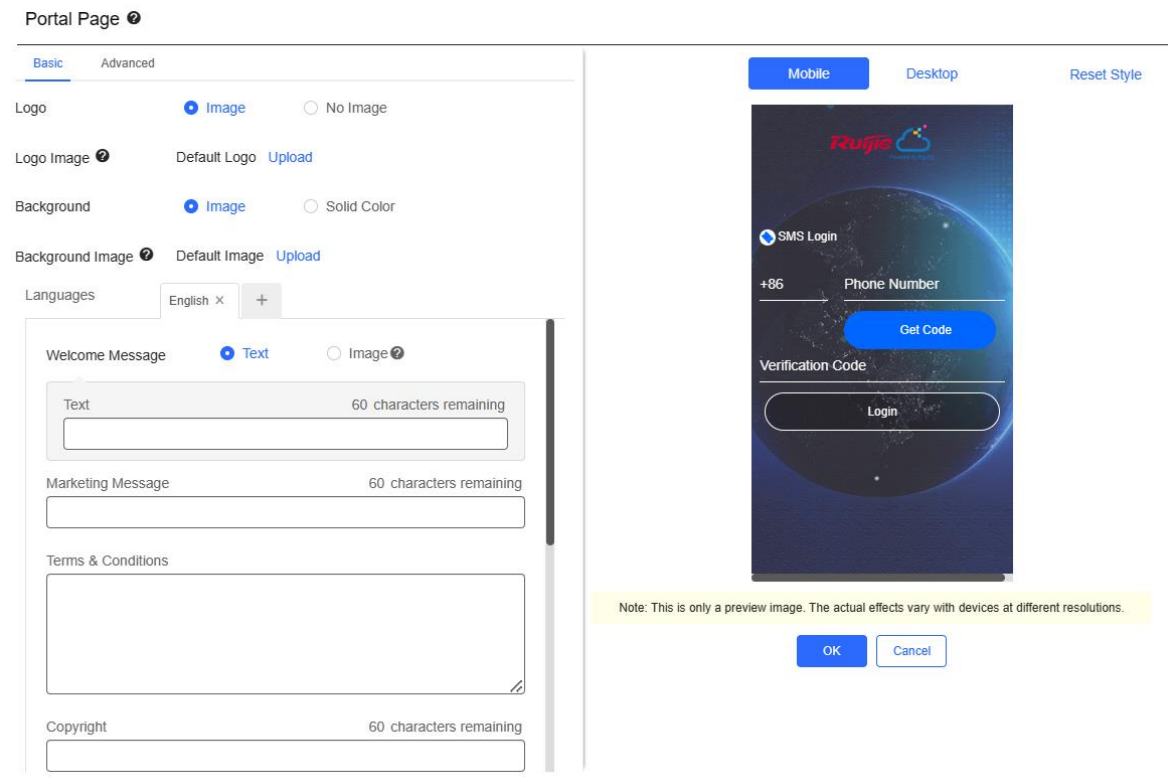 Portal Page
Basic Advanced
Logo Image No Image
Logo Image Default Logo Upload
Background Image Solid Color
Background Image Default Image Upload
Languages English × +
Welcome Message Text Image
Text 60 characters remaining
Marketing Message 60 characters remaining
Terms & Conditions
Copyright 60 characters remaining
Mobile Desktop Reset Style
Ruijie
SMS Login
+86 Phone Number
Get Code
Verification Code
Login
Note: This is only a preview image. The actual effects vary with devices at different resolutions.
OK Cancel